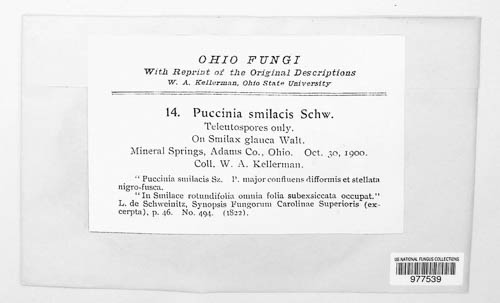 OHIO FUNGI
With Reprint of the Original Descriptions
W. A. Kellerman, Ohio State University
14. Puccinia smilacis Schw.
Teleutospores only.
On Smilax glauca Walt.
Mineral Springs, Adams Co., Ohio. Oct. 30, 1900.
Coll. W. A. Kellerman.
"Puccinia smilacis Sz. P. major confluens difformis et stellata
nigro-fusca.
"In Smilace rotundifolia omnia folia subexsiccata occupat."
L. de Schweinitz, Synopsis Fungorum Carolinae Superioris (ex-
cerpta), p. 46. No. 494. (1822).
US NATIONAL FUNGUS COLLECTIONS
977539